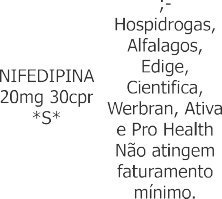 NIFEDIPINA
20mg 30cpr
*S*
;-
Hospidrogas,
Alfalagos,
Edige,
Cientifica,
Werbran, Ativa
e Pro Health
Não atingem
faturamento
mínimo.